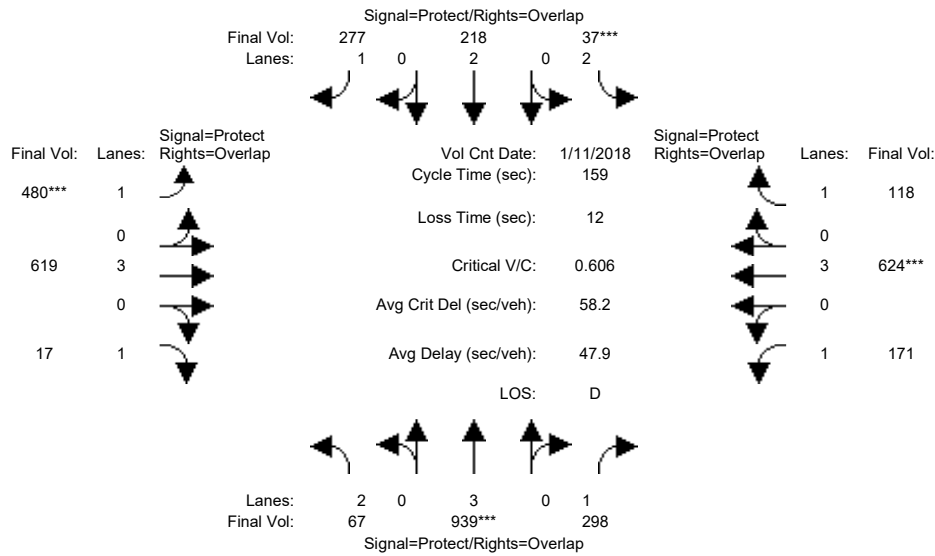 Signal=Protect/Rights=Overlap
Final Vol: 277 218 37***
Lanes: 1 0 2 0 2
Signal=Protect Signal=Protect
Final Vol: Lanes: Rights=Overlap Vol Cnt Date: 1/11/2018 Rights=Overlap Lanes: Final Vol:
Cycle Time (sec): 159
480*** 1 1 118
Loss Time (sec): 12
0 0
619 3 Critical V/C: 0.606 3 624***
0 Avg Crit Del (sec/veh): 58.2 0
17 1 Avg Delay (sec/veh): 47.9 1 171
LOS: D
Lanes: 2 0 3 0 1
Final Vol: 67 939*** 298
Signal=Protect/Rights=Overlap